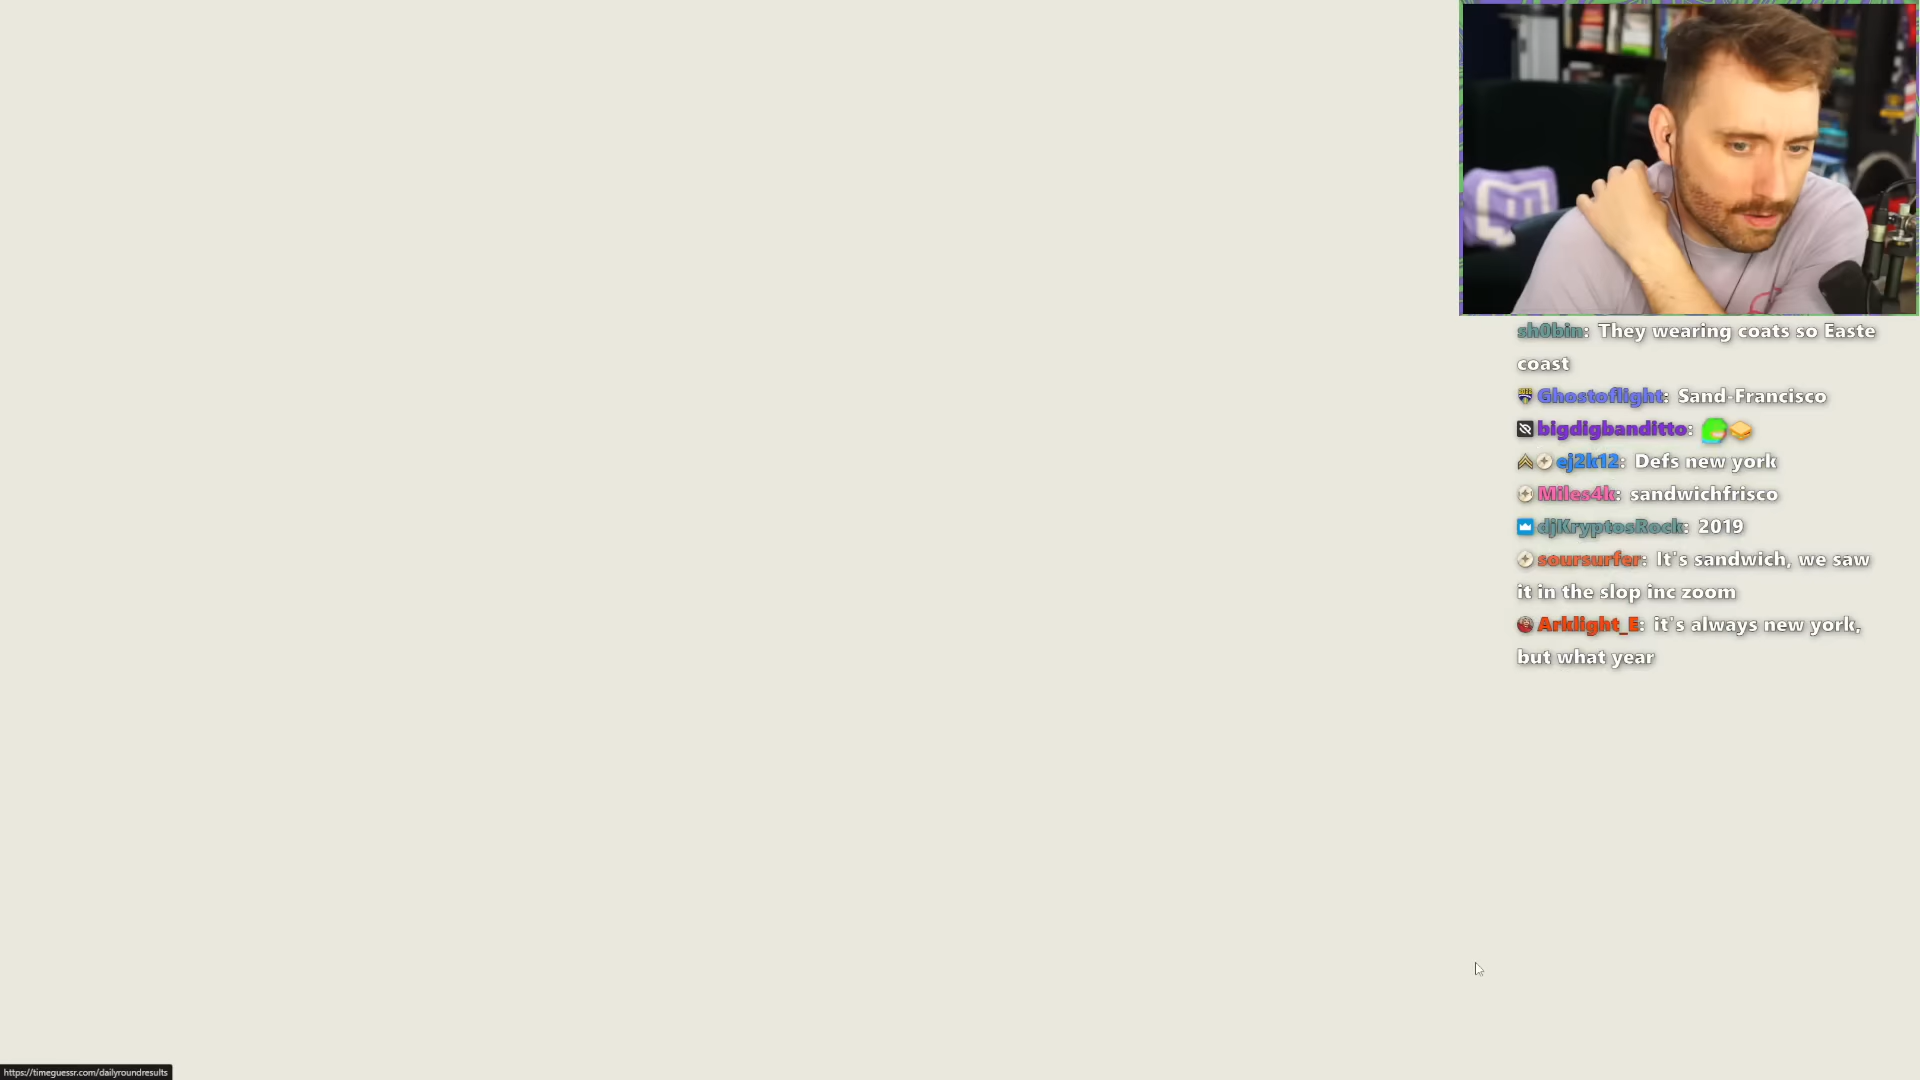 sh0bin: They wearing coats so Easte
coast
Ghostoflight: Sand-Francisco
bigdigbanditto:
ej2k12: Defs new york
Miles4k: sandwichfrisco
djKryptosRock: 2019
soursurfer: It's sandwich, we saw
it in the slop inc zoom
Arklight_E: it's always new york,
but what year
https://timeguessr.com/dailyroundresults